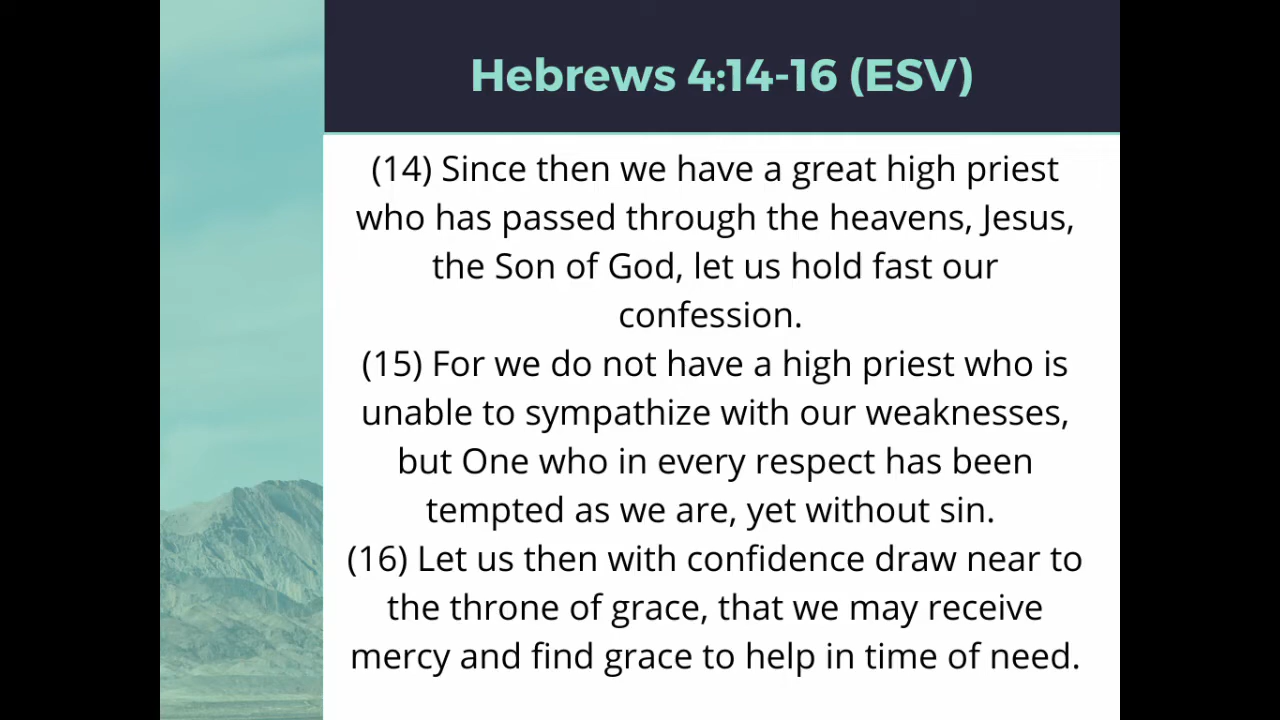 Hebrews 4:14-16 (ESV)
(14) Since then we have a great high priest
who has passed through the heavens, Jesus,
the Son of God, let us hold fast our
confession.
(15) For we do not have a high priest who is
unable to sympathize with our weaknesses,
but One who in every respect has been
tempted as we are, yet without sin.
(16) Let us then with confidence draw near to
the throne of grace, that we may receive
mercy and find grace to help in time of need.